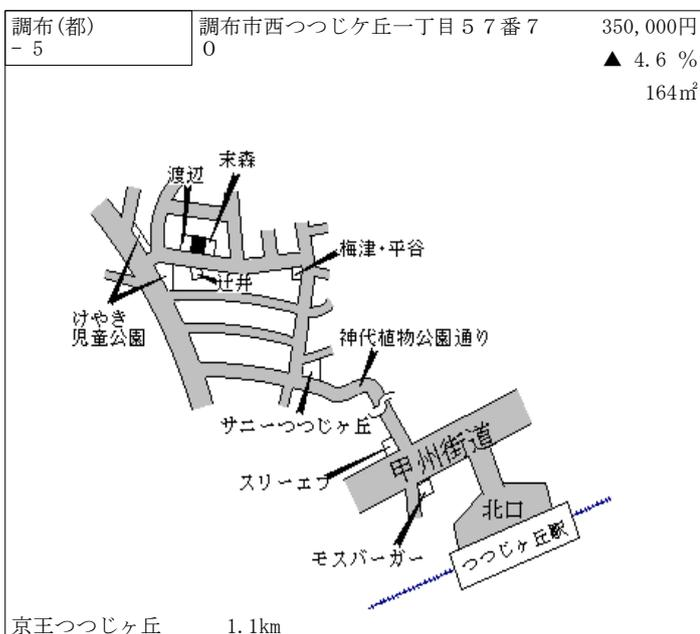 調布(都)
- 5
調布市西つつじケ丘一丁目５７番７
０
350,000円
▲ 4.6 %
164㎡
末森
渡辺
梅津・平谷
辻井
けやき
児童公園
神代植物公園通り
サニーつつじヶ丘
甲州街道
スリーエフ
北口
モスバーガー
つつじヶ丘駅
京王つつじヶ丘 1.1km